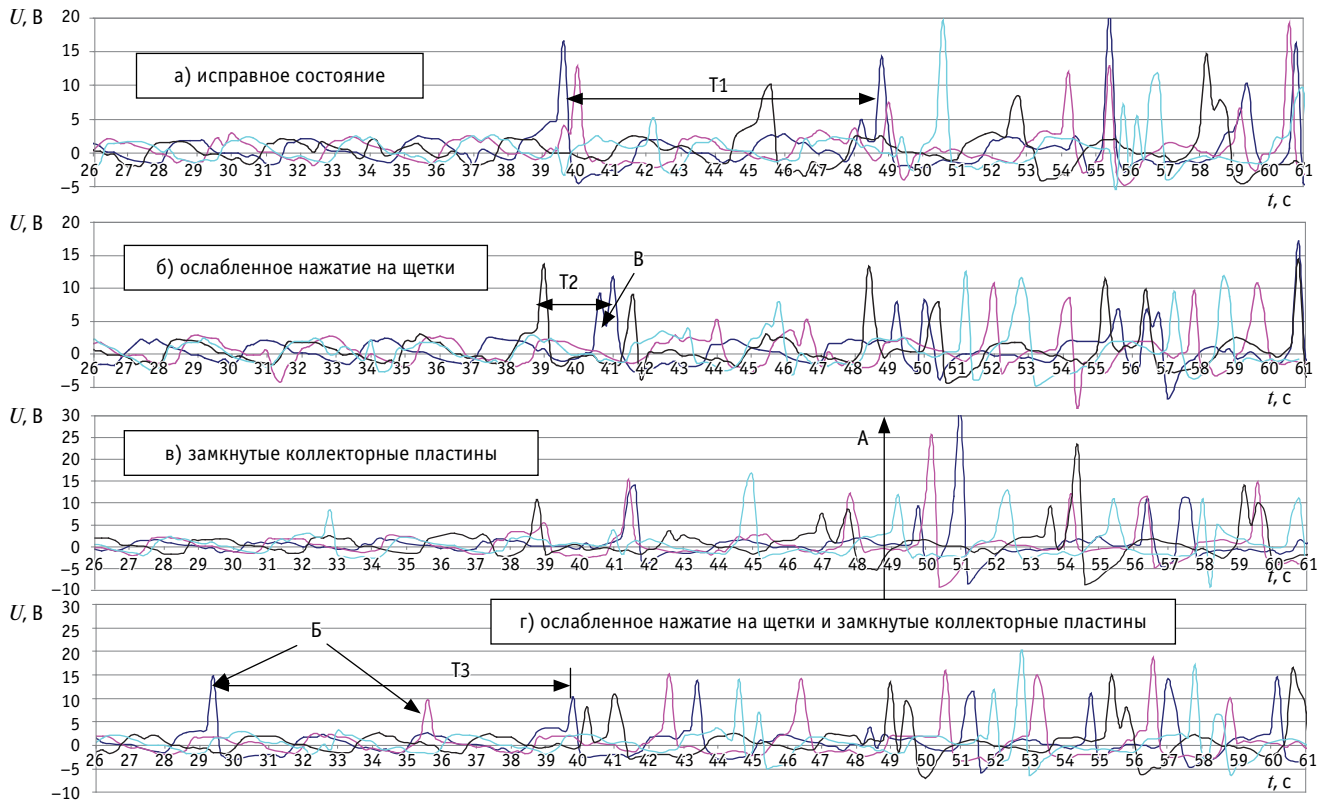 U, В
20
15
10
5
0
−5
а) исправное состояние
T1
26 27 28 29 30 31 32 33 34 35 36 37 38 39 40 41 42 43 44 45 46 47 48 49 50 51 52 53 54 55 56 57 58 59 60 61
t, с
U, В
20
15
10
5
0
−5
б) ослабленное нажатие на щетки
T2
В
26 27 28 29 30 31 32 33 34 35 36 37 38 39 40 41 42 43 44 45 46 47 48 49 50 51 52 53 54 55 56 57 58 59 60 61
t, с
U, В
30
25
20
15
10
5
0
−5
−10
в) замкнутые коллекторные пластины
А
26 27 28 29 30 31 32 33 34 35 36 37 38 39 40 41 42 43 44 45 46 47 48 49 50 51 52 53 54 55 56 57 58 59 60 61
t, с
U, В
30
25
20
15
10
5
0
−5
−10
г) ослабленное нажатие на щетки и замкнутые коллекторные пластины
Б
T3
26 27 28 29 30 31 32 33 34 35 36 37 38 39 40 41 42 43 44 45 46 47 48 49 50 51 52 53 54 55 56 57 58 59 60 61
t, с